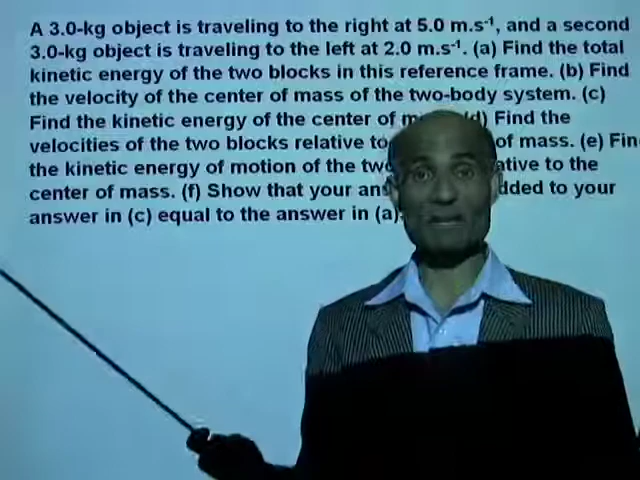 A 3.0-kg object is traveling to the right at 5.0 m.s⁻¹, and a second
3.0-kg object is traveling to the left at 2.0 m.s⁻¹. (a) Find the total
kinetic energy of the two blocks in this reference frame. (b) Find
the velocity of the center of mass of the two-body system. (c)
Find the kinetic energy of the center of (d) Find the
velocities of the two blocks relative to of mass. (e)
the kinetic energy of motion of the to the
center of mass. (f) Show that your to your
answer in (c) equal to the answer in (a).